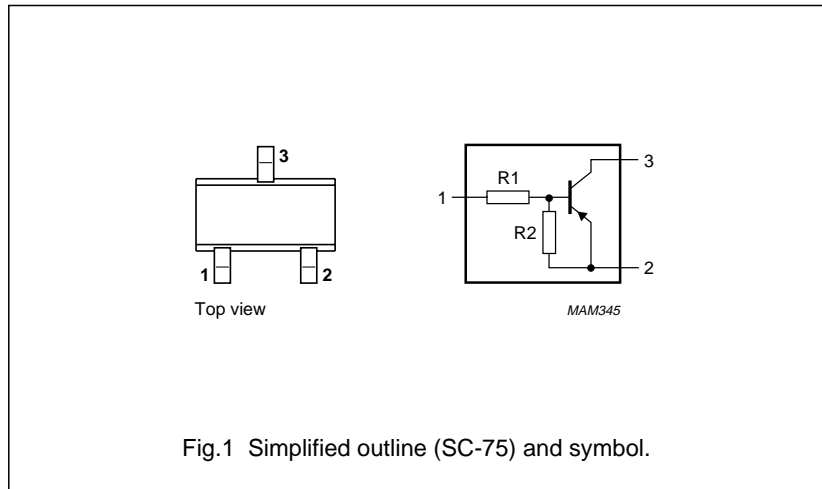 3
1
2
Top view
R1
R2
1
3
2
MAM345
Fig.1 Simplified outline (SC-75) and symbol.